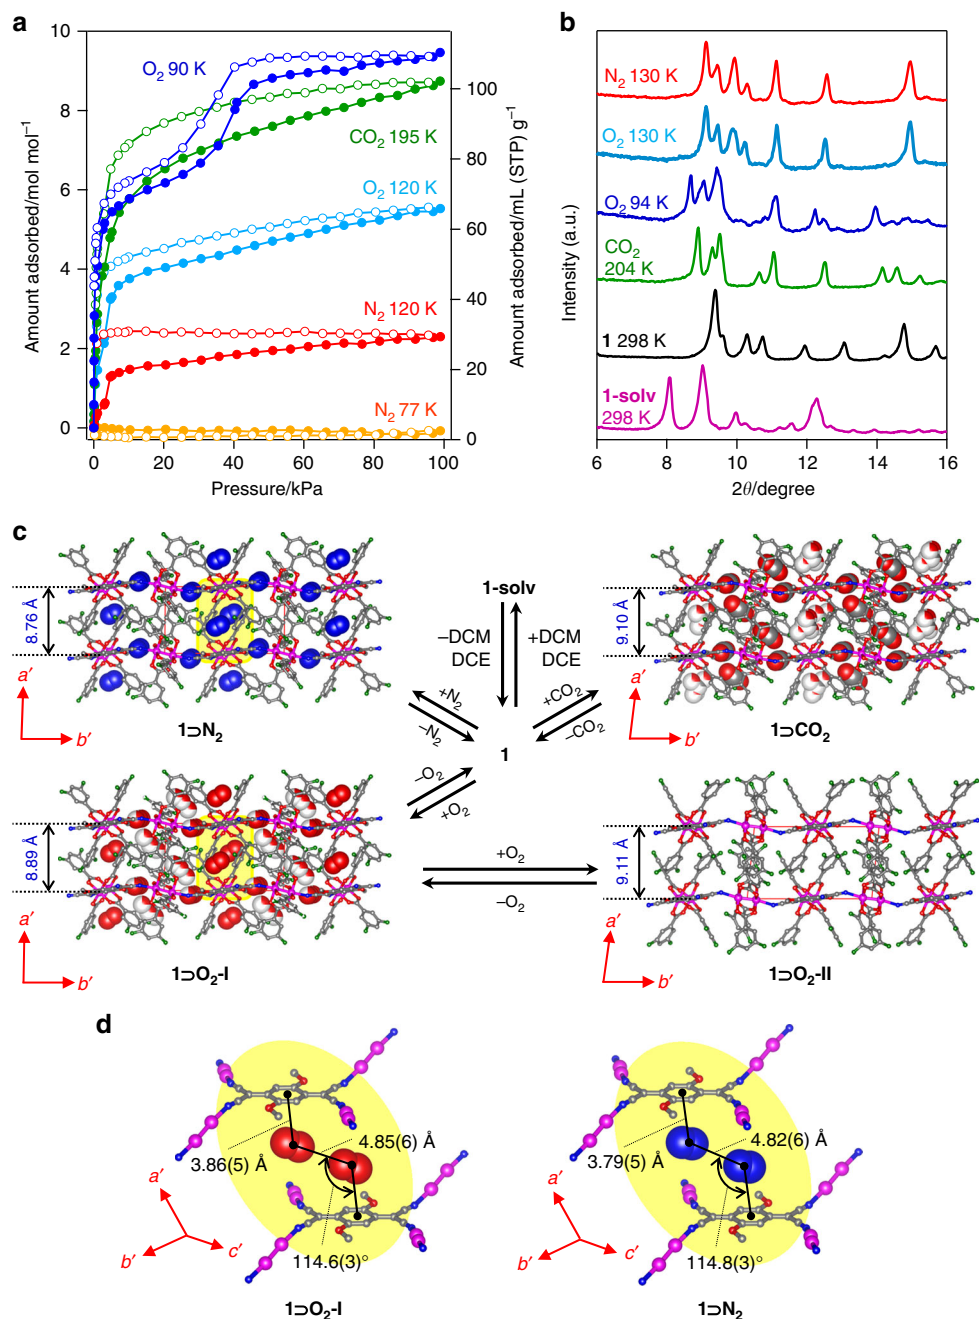 a
Amount adsorbed/mol mol⁻¹
10
8
6
4
2
0
O₂ 90 K
CO₂ 195 K
O₂ 120 K
N₂ 120 K
N₂ 77 K
100
80
60
40
20
0
Amount adsorbed/mL (STP) g⁻¹
0 20 40 60 80 100
Pressure/kPa
b
Intensity (a.u.)
N₂ 130 K
O₂ 130 K
O₂ 94 K
CO₂
204 K
1 298 K
1-solv
298 K
6 8 10 12 14 16
2θ/degree
c
8.76 Å
a′
b′
1⊃N₂
1-solv
–DCM
DCE
+DCM
DCE
+N₂
–N₂
+CO₂
–CO₂
1
–O₂
+O₂
9.10 Å
a′
b′
1⊃CO₂
8.89 Å
a′
b′
1⊃O₂-I
+O₂
–O₂
9.11 Å
a′
b′
1⊃O₂-II
d
3.86(5) Å
4.85(6) Å
114.6(3)°
a′
b′
c′
1⊃O₂-I
3.79(5) Å
4.82(6) Å
114.8(3)°
a′
b′
c′
1⊃N₂